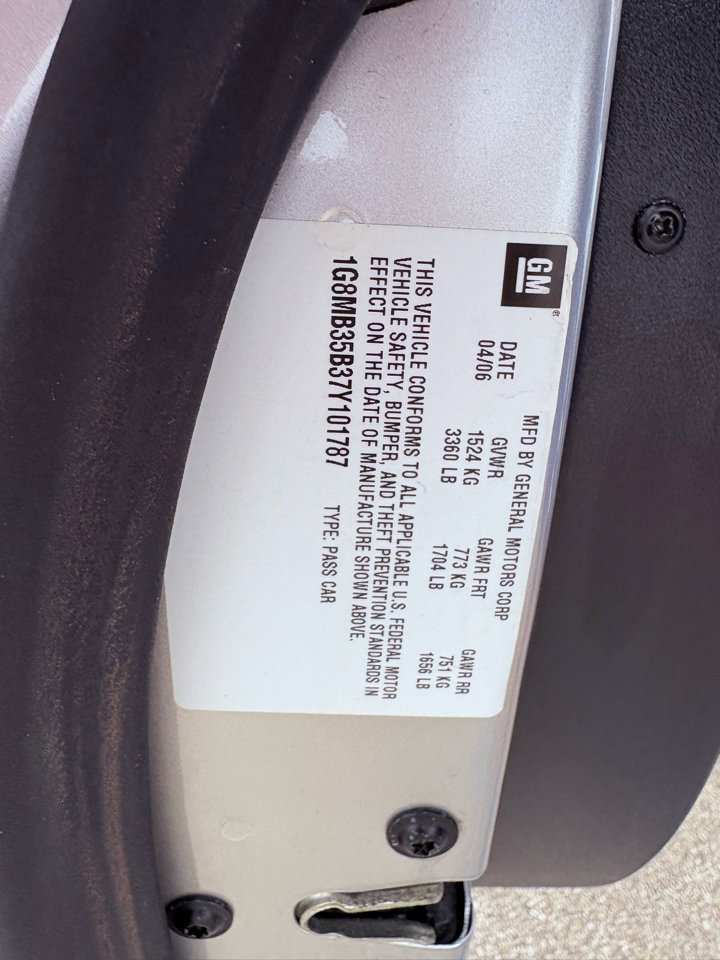 GM
®
MFD BY GENERAL MOTORS CORP
DATE GVWR GAWR FRT GAWR RR
04/06 1524 KG 773 KG 751 KG
3360 LB 1704 LB 1656 LB
THIS VEHICLE CONFORMS TO ALL APPLICABLE U.S. FEDERAL MOTOR
VEHICLE SAFETY, BUMPER, AND THEFT PREVENTION STANDARDS IN
EFFECT ON THE DATE OF MANUFACTURE SHOWN ABOVE.
1G8MB35B37Y101787 TYPE: PASS CAR